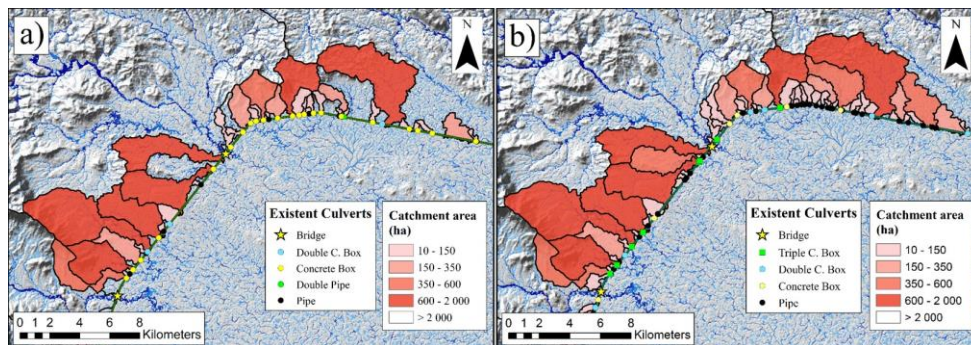 a)
N
Existent Culverts
Bridge
Double C. Box
Concrete Box
Double Pipe
Pipe
Catchment area
(ha)
10 - 150
150 - 350
350 - 600
600 - 2 000
> 2 000
0 1 2 4 6 8
Kilometers
b)
N
Existent Culverts
Bridge
Triple C. Box
Double C. Box
Concrete Box
Pipe
Catchment area
(ha)
10 - 150
150 - 350
350 - 600
600 - 2 000
> 2 000
0 1 2 4 6 8
Kilometers